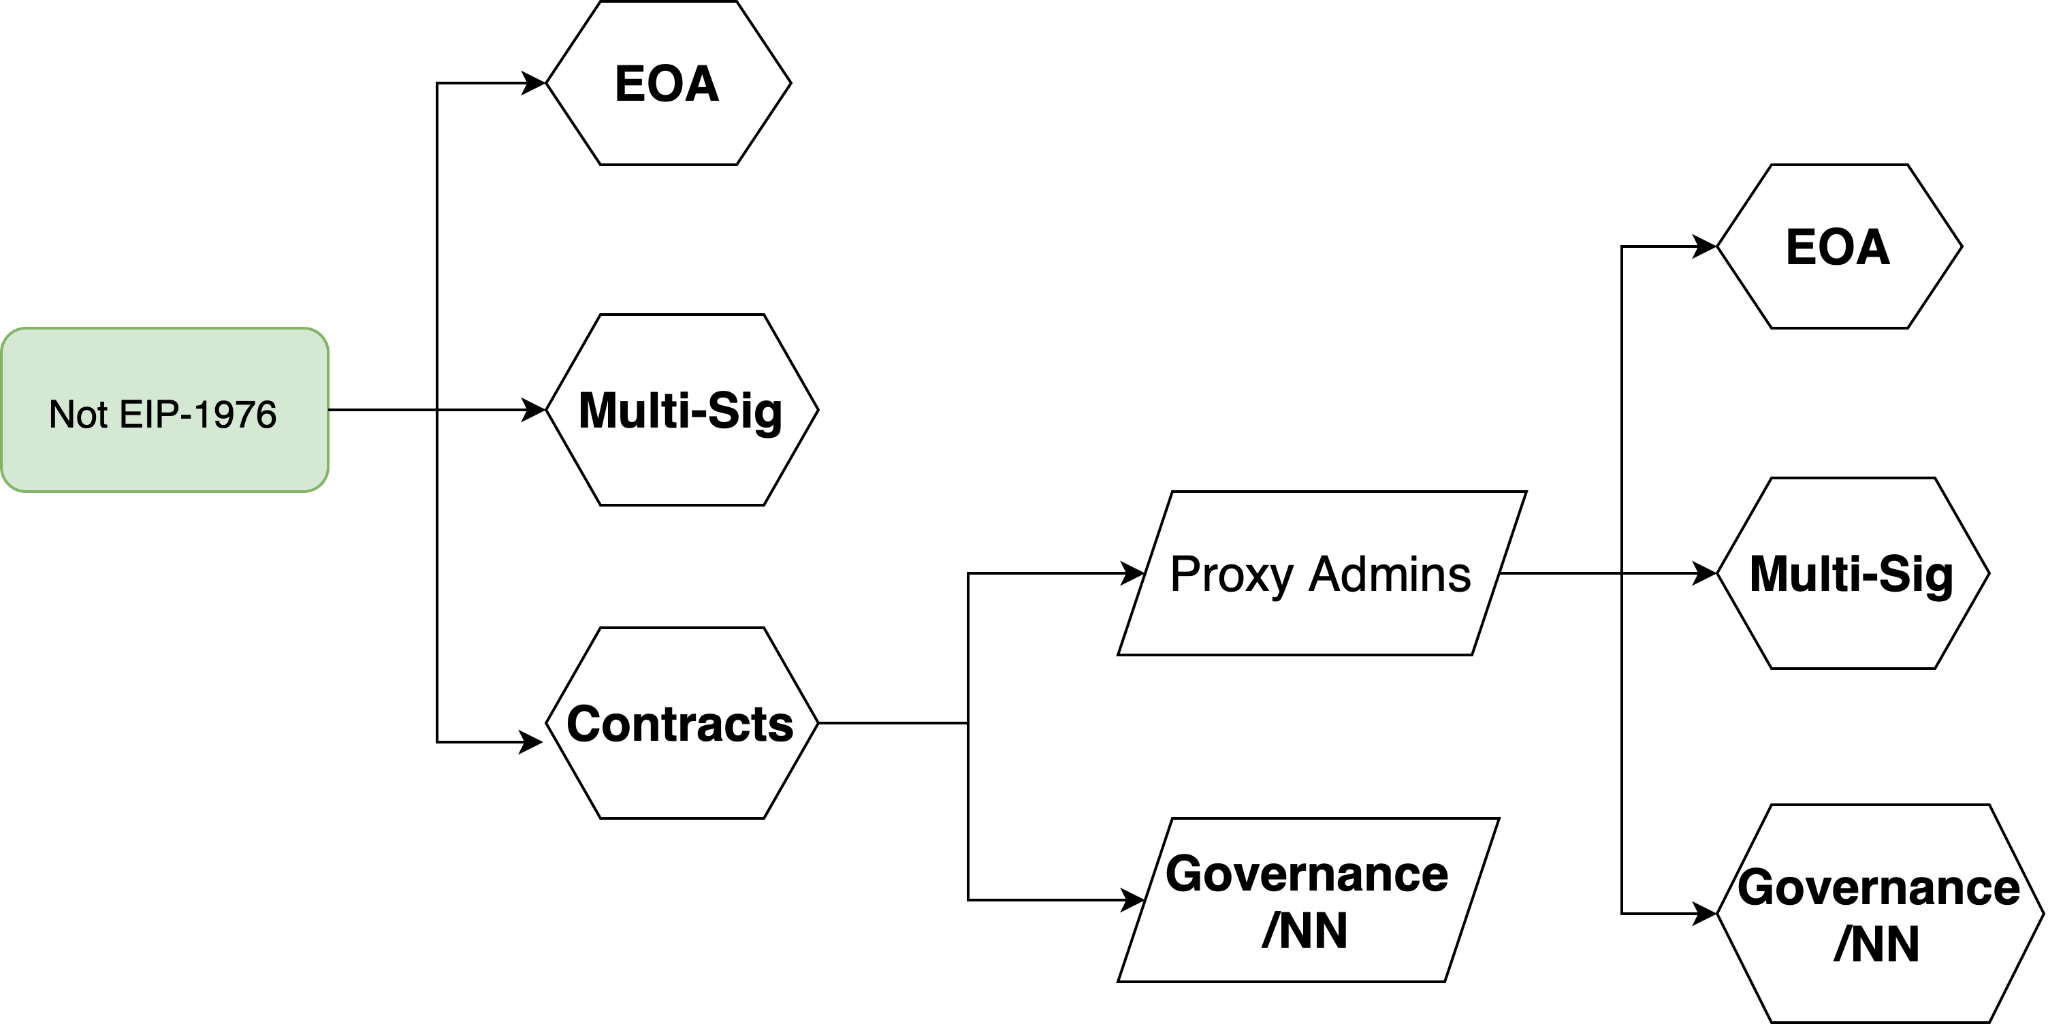 EOA
Not EIP-1976
Multi-Sig
Contracts
Proxy Admins
Governance
/NN
EOA
Multi-Sig
Governance
/NN